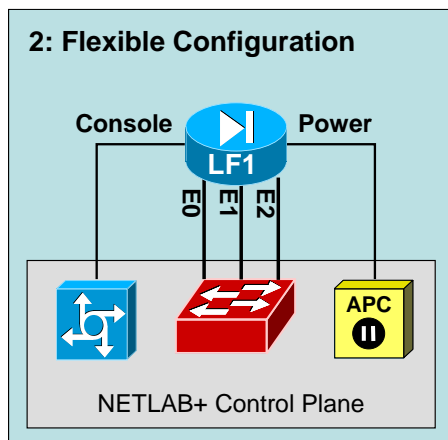 2: Flexible Configuration
Console
Power
LF1
E0
E1
E2
APC
NETLAB+ Control Plane